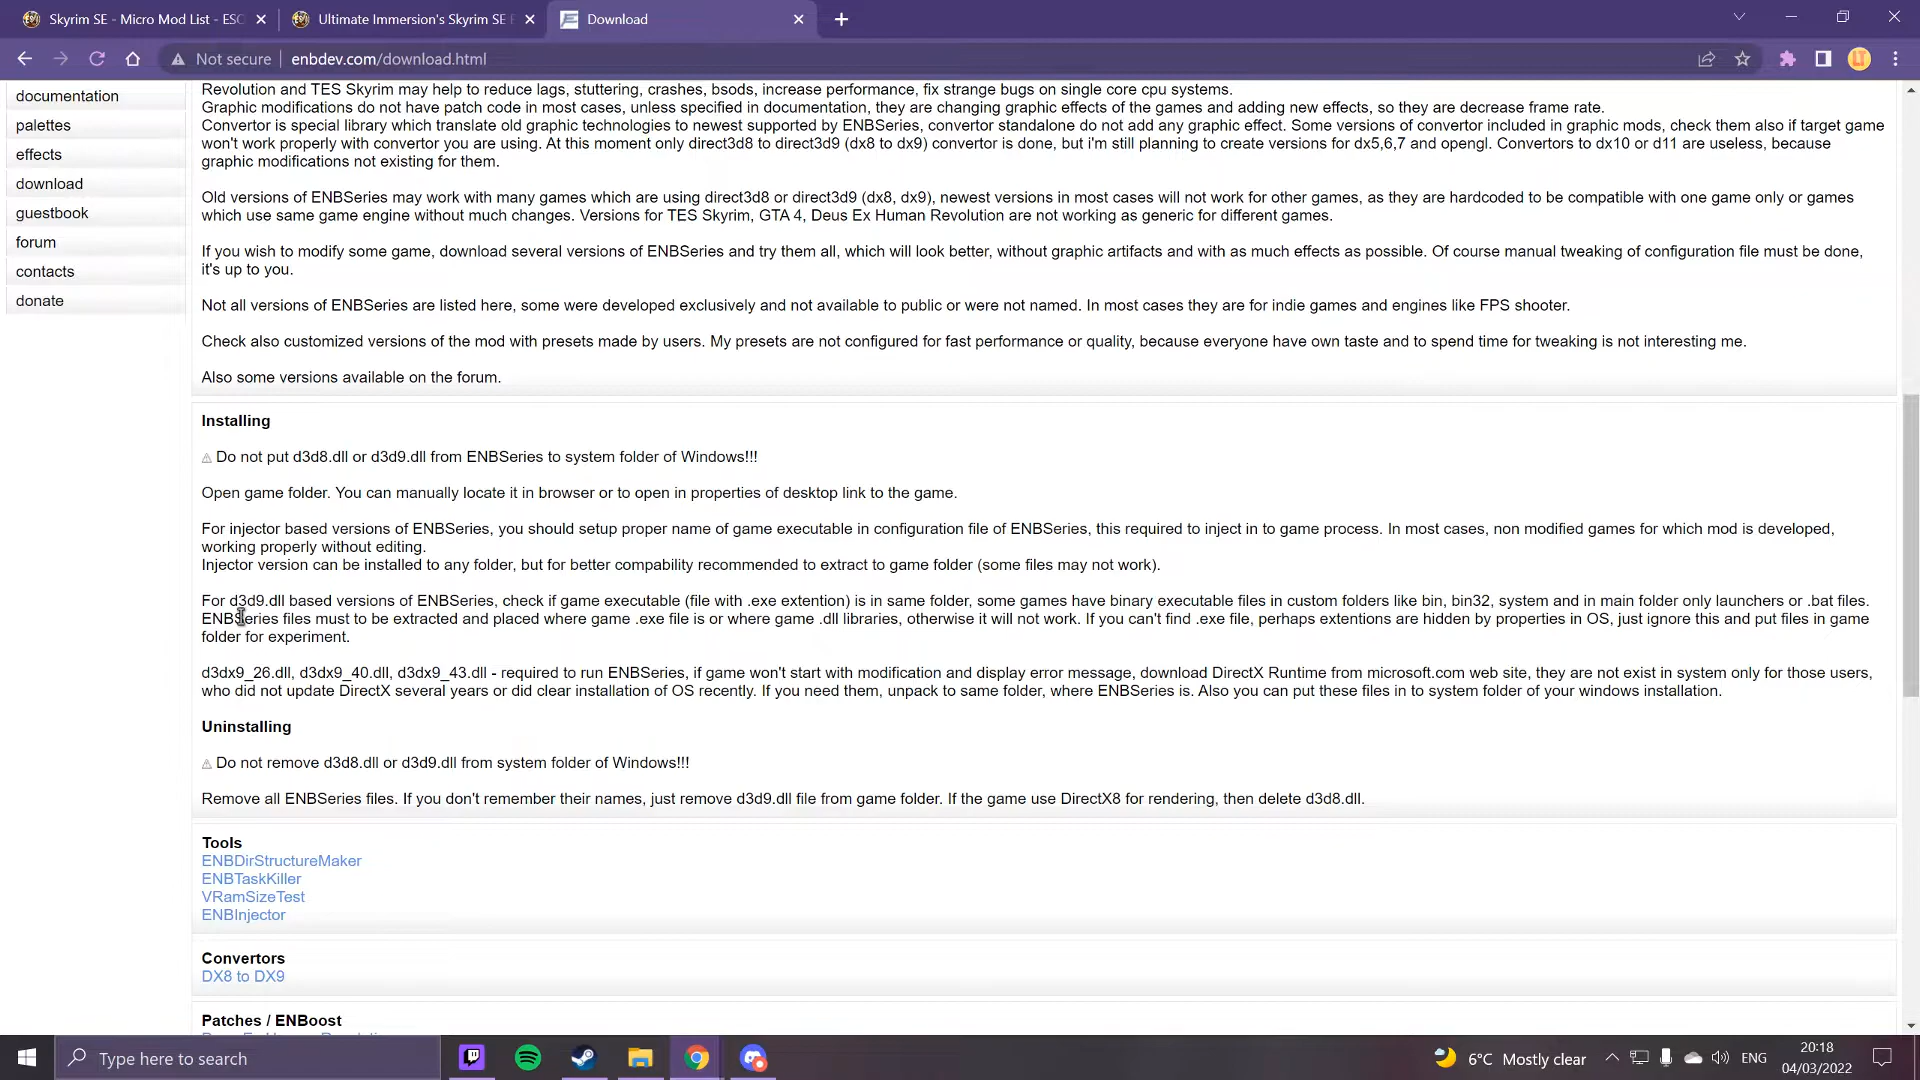 Skyrim SE - Micro Mod List - ESO
Ultimate Immersion's Skyrim SE E
Download
Not secure
enbdev.com/download.html
documentation
palettes
effects
download
guestbook
forum
contacts
donate
Revolution and TES Skyrim may help to reduce lags, stuttering, crashes, bsods, increase performance, fix strange bugs on single core cpu systems.
Graphic modifications do not have patch code in most cases, unless specified in documentation, they are changing graphic effects of the games and adding new effects, so they are decrease frame rate.
Convertor is special library which translate old graphic technologies to newest supported by ENBSeries, convertor standalone do not add any graphic effect. Some versions of convertor included in graphic mods, check them also if target game
won't work properly with convertor you are using. At this moment only direct3d8 to direct3d9 (dx8 to dx9) convertor is done, but i'm still planning to create versions for dx5,6,7 and opengl. Convertors to dx10 or d11 are useless, because
graphic modifications not existing for them.
Old versions of ENBSeries may work with many games which are using direct3d8 or direct3d9 (dx8, dx9), newest versions in most cases will not work for other games, as they are hardcoded to be compatible with one game only or games
which use same game engine without much changes. Versions for TES Skyrim, GTA 4, Deus Ex Human Revolution are not working as generic for different games.
If you wish to modify some game, download several versions of ENBSeries and try them all, which will look better, without graphic artifacts and with as much effects as possible. Of course manual tweaking of configuration file must be done,
it's up to you.
Not all versions of ENBSeries are listed here, some were developed exclusively and not available to public or were not named. In most cases they are for indie games and engines like FPS shooter.
Check also customized versions of the mod with presets made by users. My presets are not configured for fast performance or quality, because everyone have own taste and to spend time for tweaking is not interesting me.
Also some versions available on the forum.
Installing
Do not put d3d8.dll or d3d9.dll from ENBSeries to system folder of Windows!!!
Open game folder. You can manually locate it in browser or to open in properties of desktop link to the game.
For injector based versions of ENBSeries, you should setup proper name of game executable in configuration file of ENBSeries, this required to inject in to game process. In most cases, non modified games for which mod is developed,
working properly without editing.
Injector version can be installed to any folder, but for better compability recommended to extract to game folder (some files may not work).
For d3d9.dll based versions of ENBSeries, check if game executable (file with .exe extention) is in same folder, some games have binary executable files in custom folders like bin, bin32, system and in main folder only launchers or .bat files.
ENBSeries files must to be extracted and placed where game .exe file is or where game .dll libraries, otherwise it will not work. If you can't find .exe file, perhaps extentions are hidden by properties in OS, just ignore this and put files in game
folder for experiment.
d3dx9_26.dll, d3dx9_40.dll, d3dx9_43.dll - required to run ENBSeries, if game won't start with modification and display error message, download DirectX Runtime from microsoft.com web site, they are not exist in system only for those users,
who did not update DirectX several years or did clear installation of OS recently. If you need them, unpack to same folder, where ENBSeries is. Also you can put these files in to system folder of your windows installation.
Uninstalling
Do not remove d3d8.dll or d3d9.dll from system folder of Windows!!!
Remove all ENBSeries files. If you don't remember their names, just remove d3d9.dll file from game folder. If the game use DirectX8 for rendering, then delete d3d8.dll.
Tools
ENBDirStructureMaker
ENBTaskKiller
VRamSizeTest
ENBInjector
Convertors
DX8 to DX9
Patches / ENBoost
Type here to search
6°C Mostly clear
ENG
20:18
04/03/2022